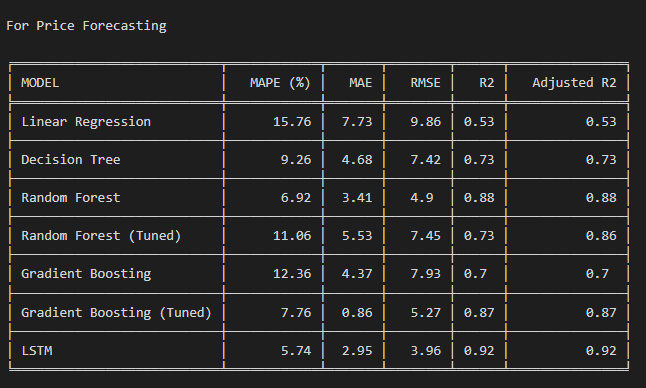 For Price Forecasting
MODEL MAPE (%) MAE RMSE R2 Adjusted R2
Linear Regression 15.76 7.73 9.86 0.53 0.53
Decision Tree 9.26 4.68 7.42 0.73 0.73
Random Forest 6.92 3.41 4.9 0.88 0.88
Random Forest (Tuned) 11.06 5.53 7.45 0.73 0.86
Gradient Boosting 12.36 4.37 7.93 0.7 0.7
Gradient Boosting (Tuned) 7.76 0.86 5.27 0.87 0.87
LSTM 5.74 2.95 3.96 0.92 0.92